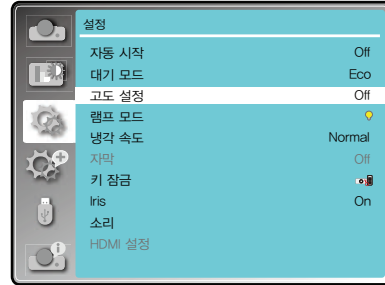 설정
자동 시작 Off
대기 모드 Eco
고도 설정 Off
램프 모드
냉각 속도 Normal
자막 Off
키 잠금
Iris On
소리
HDMI 설정